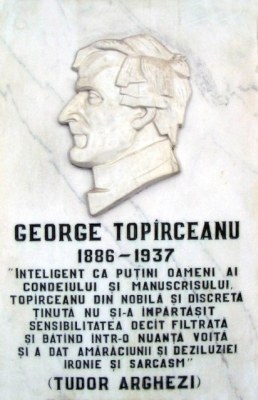 GEORGE TOPÎRCEANU
1886-1937
"INTELIGENT CA PUȚINI OAMENI AI
CONDEIULUI ȘI MANUSCRISULUI,
TOPÎRCEANU DIN NOBILĂ ȘI DISCRETĂ
ȚINUTĂ NU ȘI-A ÎMPĂRTĂȘIT
SENSIBILITATEA DECÎT FILTRATĂ
ȘI BĂTÎND ÎNTR-O NUANȚĂ VOITĂ
ȘI A DAT AMĂRĂCIUNII ȘI DEZILUZIEI
IRONIE ȘI SARCASM"
(TUDOR ARGHEZI)